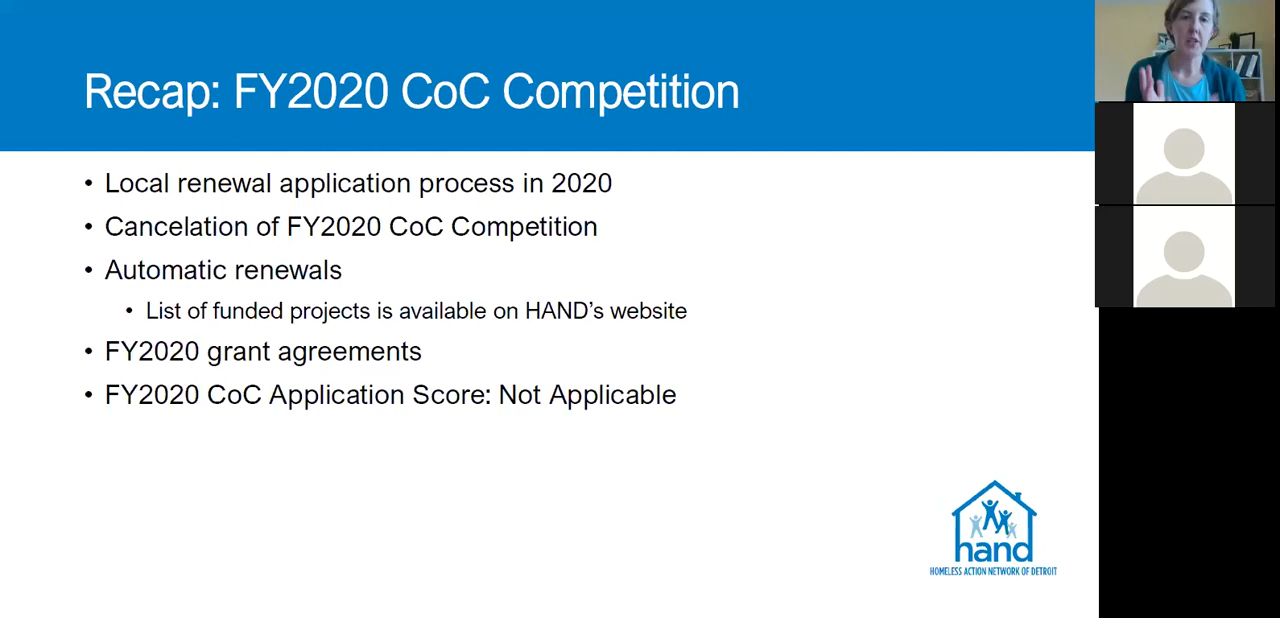 Recap: FY2020 CoC Competition
• Local renewal application process in 2020
• Cancelation of FY2020 CoC Competition
• Automatic renewals
• List of funded projects is available on HAND’s website
• FY2020 grant agreements
• FY2020 CoC Application Score: Not Applicable
hand
HOMELESS ACTION NETWORK OF DETROIT